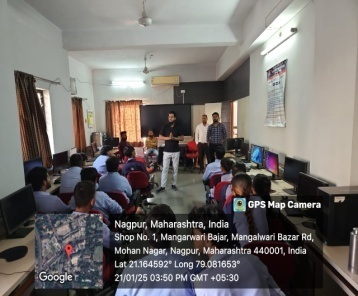 GPS Map Camera
Nagpur, Maharashtra, India
Shop No. 1, Mangarwari Bajar, Mangalwari Bazar Rd,
Mohan Nagar, Nagpur, Maharashtra 440001, India
Lat 21.164592° Long 79.081653°
21/01/25 03:50 PM GMT +05:30
Google